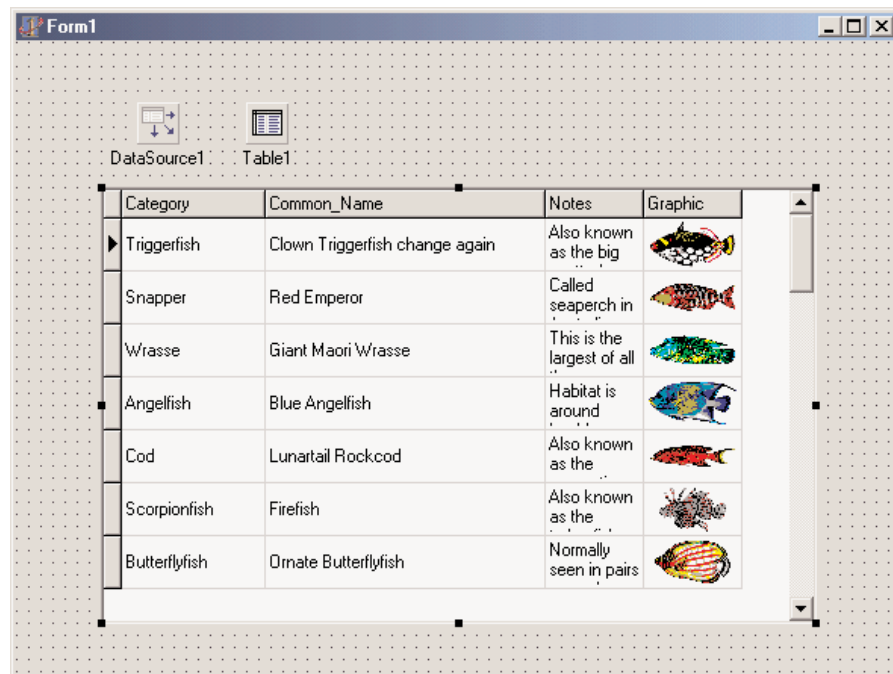 Form1
DataSource1
Table1
Category Common_Name Notes Graphic
Triggerfish Clown Triggerfish change again Also known
as the big
Snapper Red Emperor Called
seaperch in
Wrasse Giant Maori Wrasse This is the
largest of all
Angelfish Blue Angelfish Habitat is
around
Cod Lunartail Rockcod Also known
as the
Scorpionfish Firefish Also known
as the
Butterflyfish Ornate Butterflyfish Normally
seen in pairs